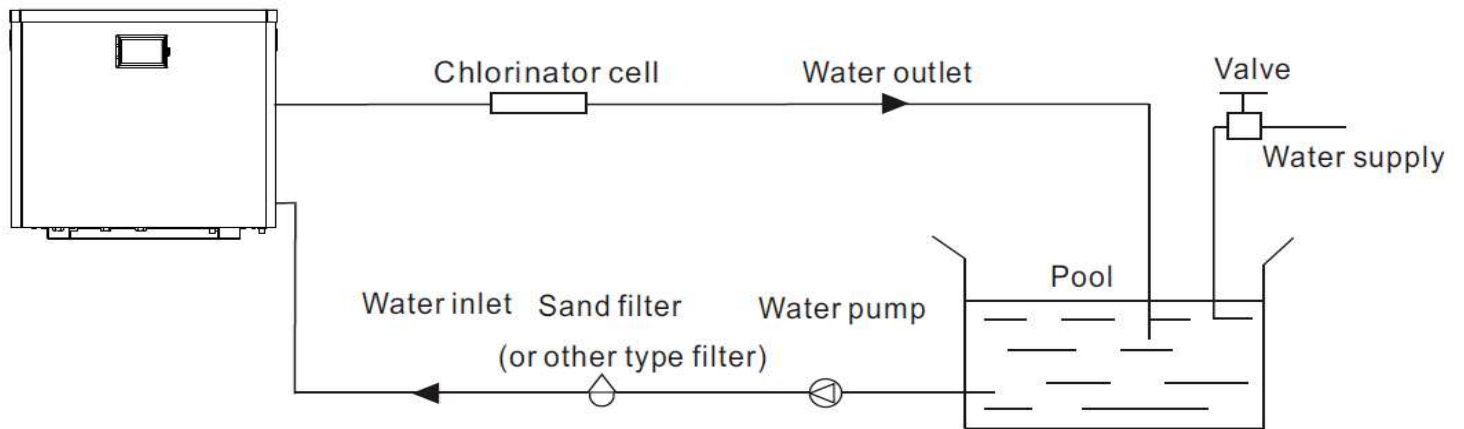 Chlorinator cell
Water outlet
Valve
Water supply
Pool
Water inlet
Sand filter
(or other type filter)
Water pump